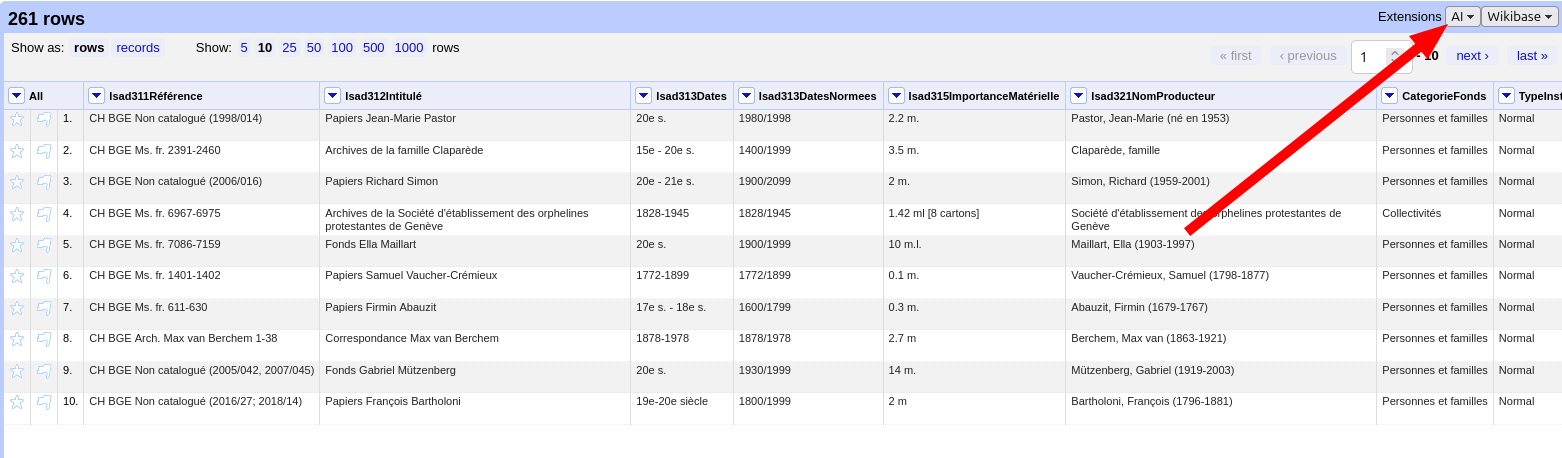 261 rows Extensions AI Wikibase
Show as: rows records Show: 5 10 25 50 100 500 1000 rows « first ‹ previous 1 - 10 next › last »
All Isad311Référence Isad312Intitulé Isad313Dates Isad313DatesNormees Isad315ImportanceMatérielle Isad321NomProducteur CategorieFonds TypeInst
1. CH BGE Non catalogué (1998/014) Papiers Jean-Marie Pastor 20e s. 1980/1998 2.2 m. Pastor, Jean-Marie (né en 1953) Personnes et familles Normal
2. CH BGE Ms. fr. 2391-2460 Archives de la famille Claparède 15e - 20e s. 1400/1999 3.5 m. Claparède, famille Personnes et familles Normal
3. CH BGE Non catalogué (2006/016) Papiers Richard Simon 20e - 21e s. 1900/2099 2 m. Simon, Richard (1959-2001) Personnes et familles Normal
4. CH BGE Ms. fr. 6967-6975 Archives de la Société d'établissement des orphelines 1828-1945 1828/1945 1.42 ml [8 cartons] Société d'établissement des orphelines protestantes de Collectivités Normal
protestantes de Genève Genève
5. CH BGE Ms. fr. 7086-7159 Fonds Ella Maillart 20e s. 1900/1999 10 m.l. Maillart, Ella (1903-1997) Personnes et familles Normal
6. CH BGE Ms. fr. 1401-1402 Papiers Samuel Vaucher-Crémieux 1772-1899 1772/1899 0.1 m. Vaucher-Crémieux, Samuel (1798-1877) Personnes et familles Normal
7. CH BGE Ms. fr. 611-630 Papiers Firmin Abauzit 17e s. - 18e s. 1600/1799 0.3 m. Abauzit, Firmin (1679-1767) Personnes et familles Normal
8. CH BGE Arch. Max van Berchem 1-38 Correspondance Max van Berchem 1878-1978 1878/1978 2.7 m Berchem, Max van (1863-1921) Personnes et familles Normal
9. CH BGE Non catalogué (2005/042, 2007/045) Fonds Gabriel Mützenberg 20e s. 1930/1999 14 m. Mützenberg, Gabriel (1919-2003) Personnes et familles Normal
10. CH BGE Non catalogué (2016/27; 2018/14) Papiers François Bartholoni 19e-20e siècle 1800/1999 2 m Bartholoni, François (1796-1881) Personnes et familles Normal